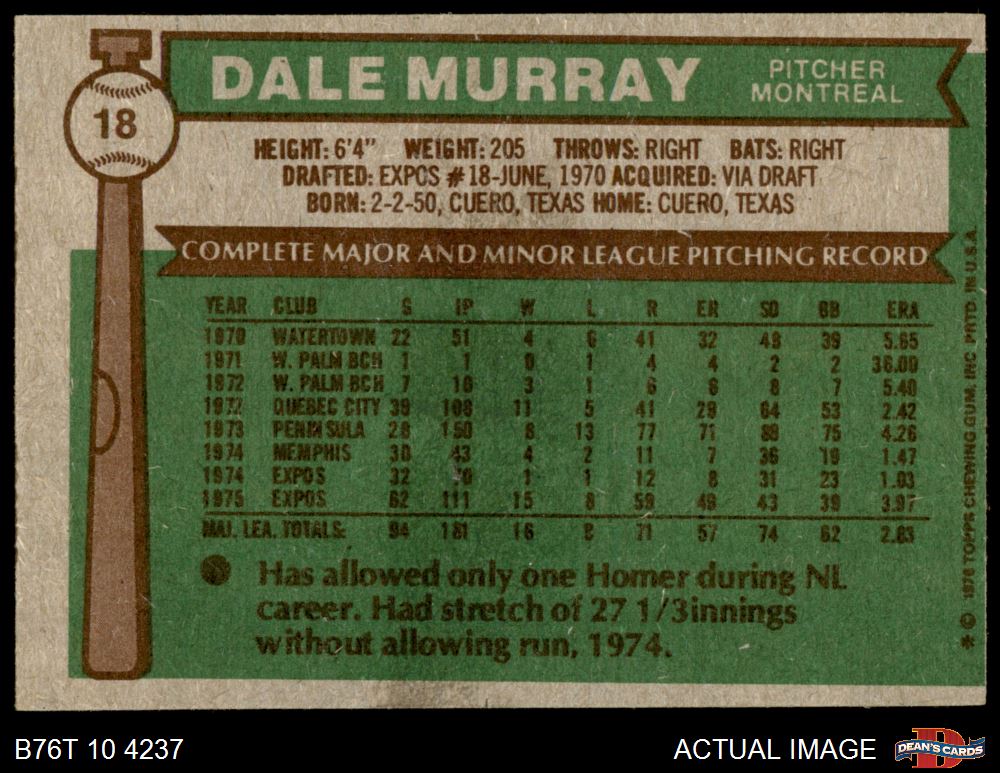 DALE MURRAY
PITCHER
MONTREAL
18
HEIGHT: 6'4" WEIGHT: 205 THROWS: RIGHT BATS: RIGHT
DRAFTED: EXPOS #18-JUNE, 1970 ACQUIRED: VIA DRAFT
BORN: 2-2-50, CUERO, TEXAS HOME: CUERO, TEXAS
COMPLETE MAJOR AND MINOR LEAGUE PITCHING RECORD
YEAR CLUB G IP W L R ER SO BB ERA
1970 WATERTOWN 22 51 4 6 41 32 49 39 5.65
1971 W. PALM BCH 1 1 0 1 4 4 2 2 36.00
1972 W. PALM BCH 7 10 3 1 6 6 8 7 5.40
1972 QUEBEC CITY 39 108 11 5 41 29 64 53 2.42
1973 PENINSULA 28 150 8 13 77 71 88 75 4.26
1974 MEMPHIS 30 43 4 2 11 7 36 19 1.47
1974 EXPOS 32 70 1 1 12 8 31 23 1.03
1975 EXPOS 62 111 15 8 59 49 43 39 3.97
MAJ. LEA. TOTALS: 94 181 16 9 71 57 74 62 2.83
Has allowed only one Homer during NL
career. Had stretch of 27 1/3 innings
without allowing run, 1974.
* © 1976 TOPPS CHEWING GUM, INC. PRTD. IN U.S.A.
B76T 10 4237
ACTUAL IMAGE
D
DEAN'S CARDS